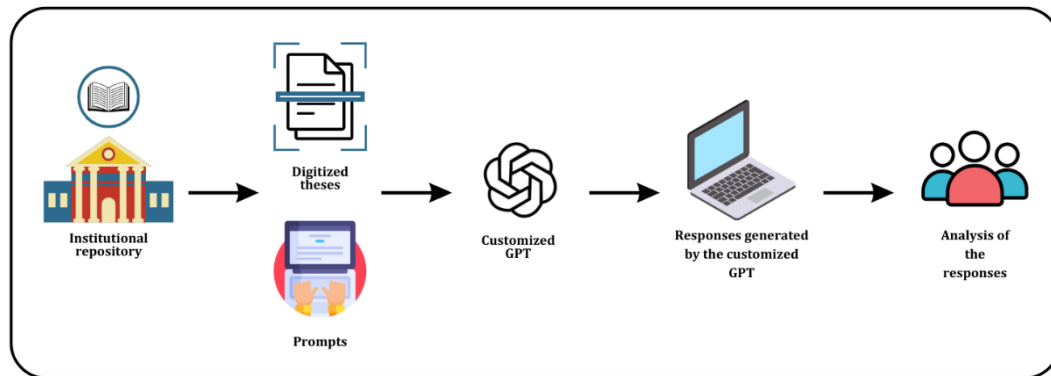 Institutional
repository
Digitized
theses
Prompts
Customized
GPT
Responses generated
by the customized
GPT
Analysis of
the
responses